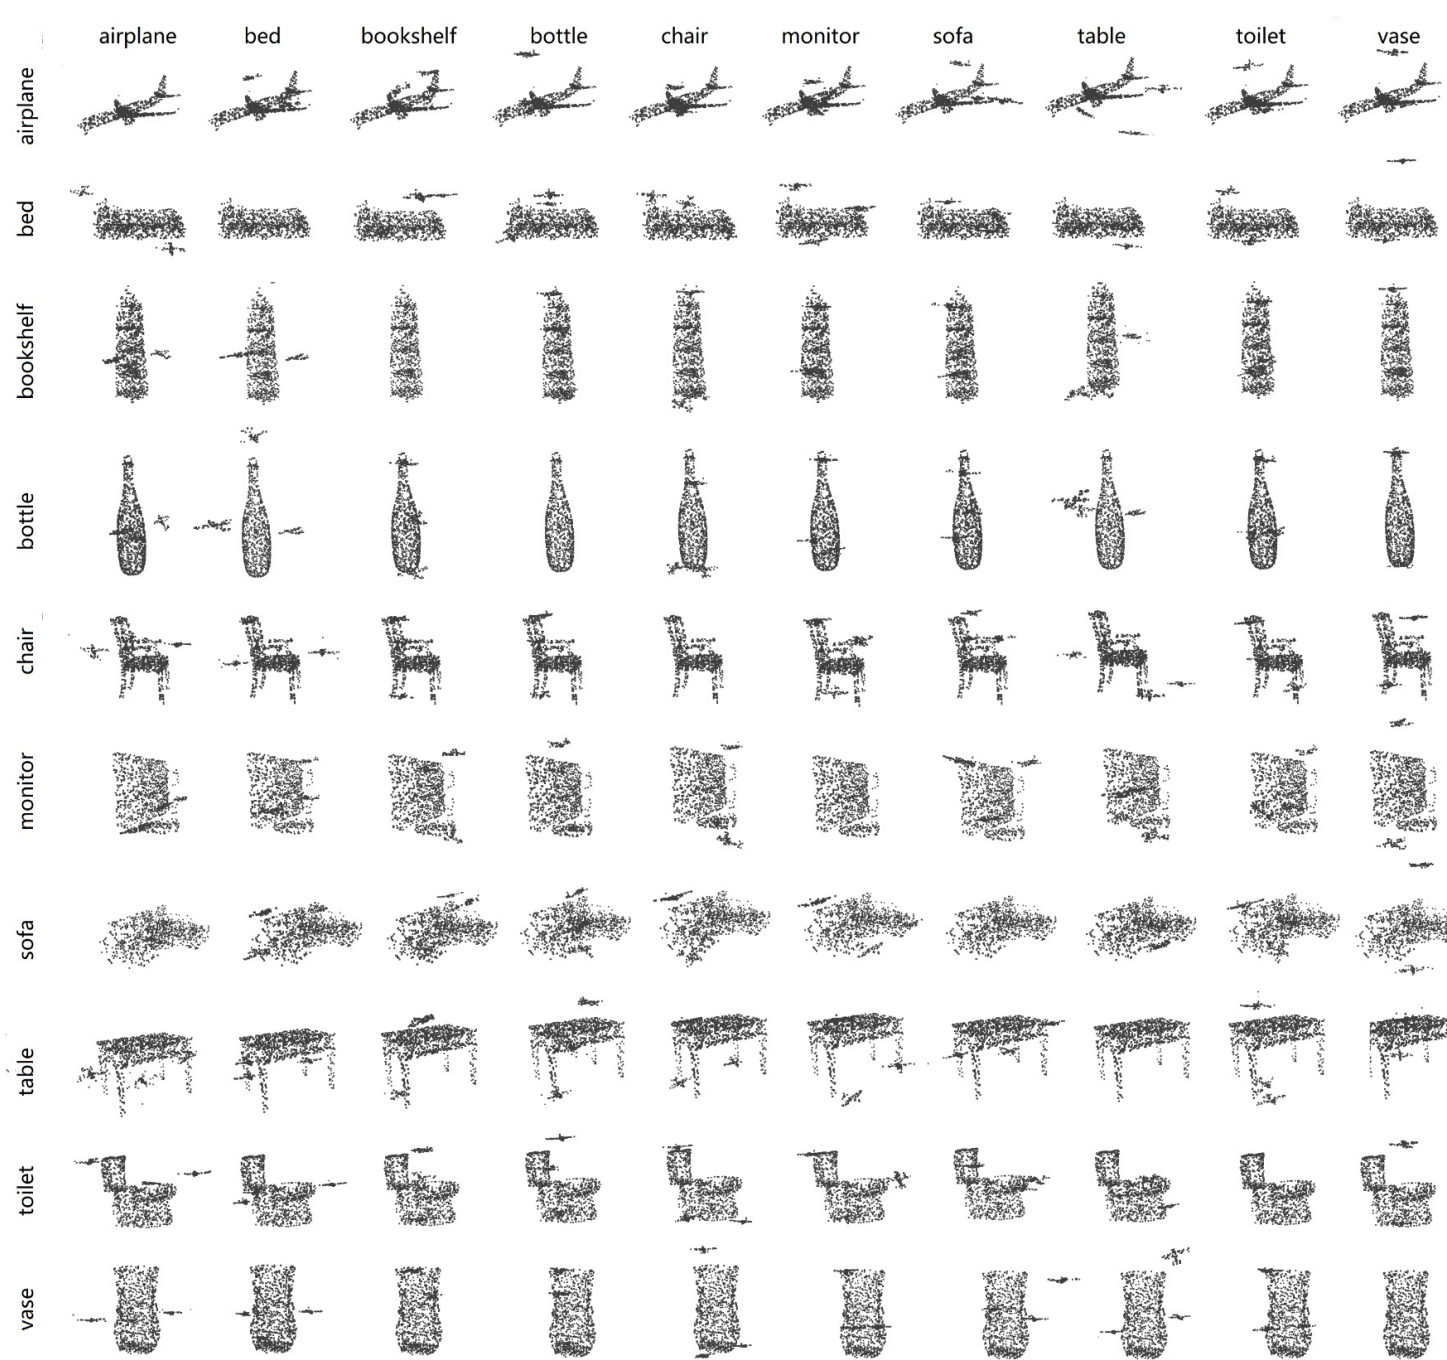 airplane bed bookshelf bottle chair monitor sofa table toilet vase
airplane
bed
bookshelf
bottle
chair
monitor
sofa
table
toilet
vase